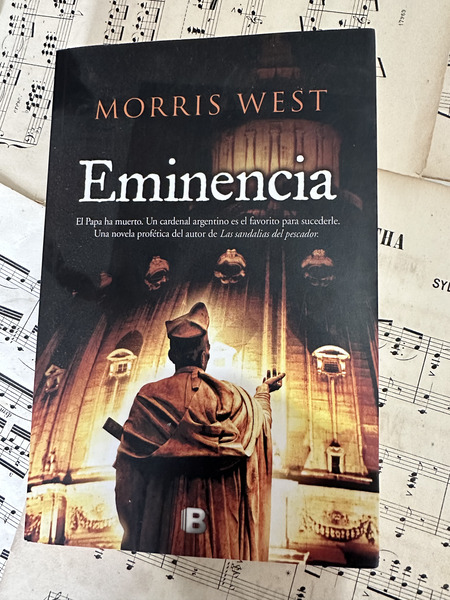 MORRIS WEST
Eminencia
El Papa ha muerto. Un cardenal argentino es el favorito para sucederle.
Una novela profética del autor de Las sandalias del pescador.
B